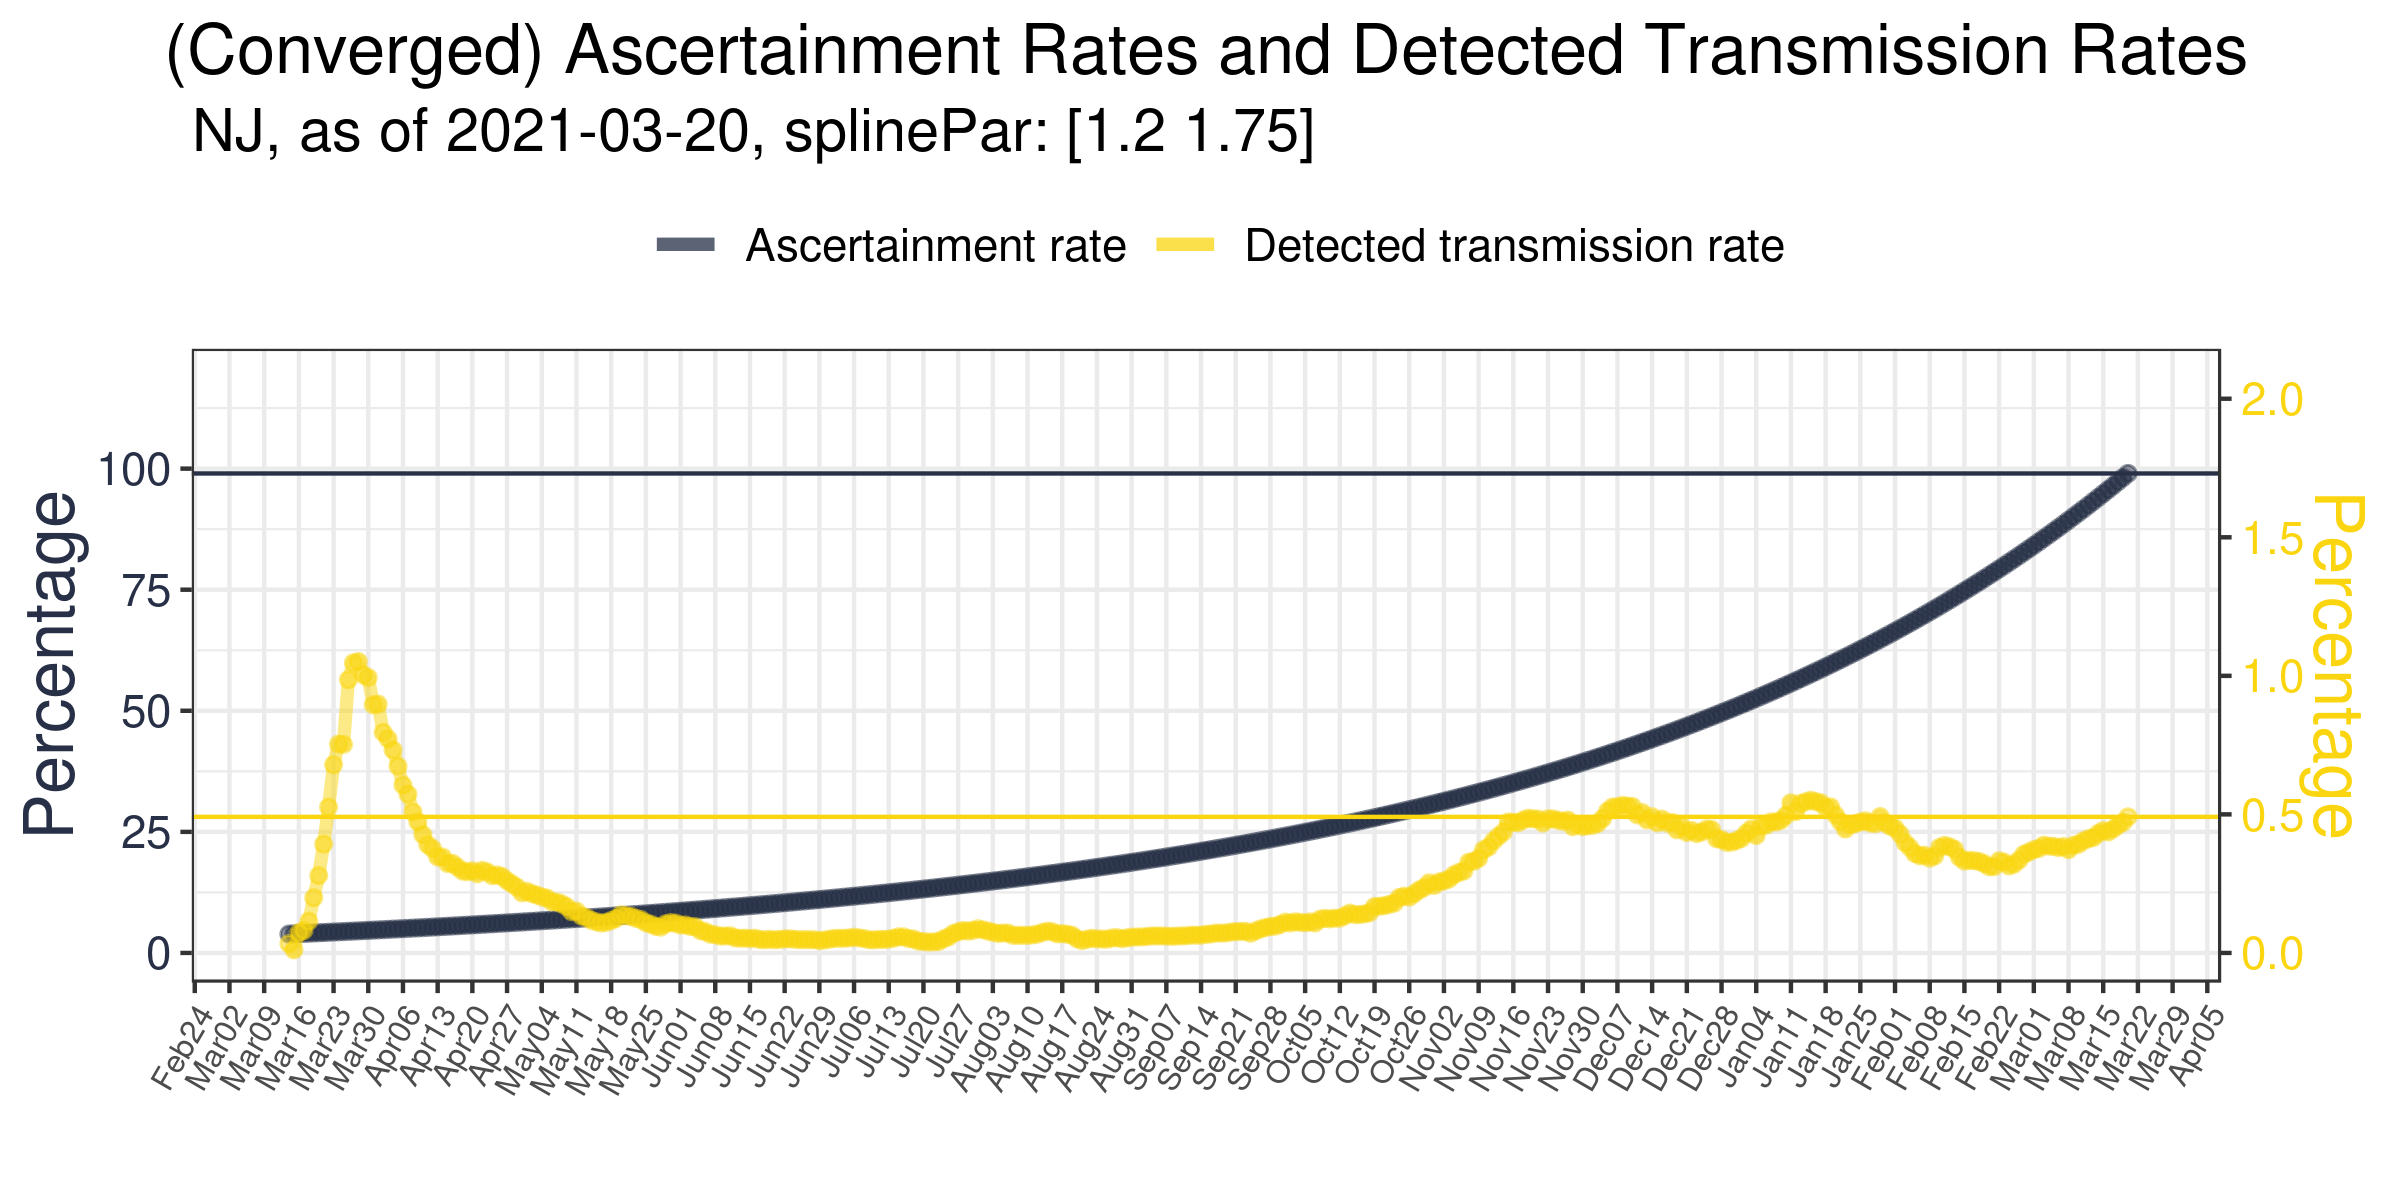 (Converged) Ascertainment Rates and Detected Transmission Rates
NJ, as of 2021-03-20, splinePar: [1.2 1.75]
Ascertainment rate Detected transmission rate
Percentage
100
75
50
25
0
2.0
1.5
1.0
0.5
0.0
Percentage
Feb24 Mar02 Mar09 Mar16 Mar23 Mar30 Apr06 Apr13 Apr20 Apr27 May04 May11 May18 May25 Jun01 Jun08 Jun15 Jun22 Jun29 Jul06 Jul13 Jul20 Jul27 Aug03 Aug10 Aug17 Aug24 Aug31 Sep07 Sep14 Sep21 Sep28 Oct05 Oct12 Oct19 Oct26 Nov02 Nov09 Nov16 Nov23 Nov30 Dec07 Dec14 Dec21 Dec28 Jan04 Jan11 Jan18 Jan25 Feb01 Feb08 Feb15 Feb22 Mar01 Mar08 Mar15 Mar22 Mar29 Apr05